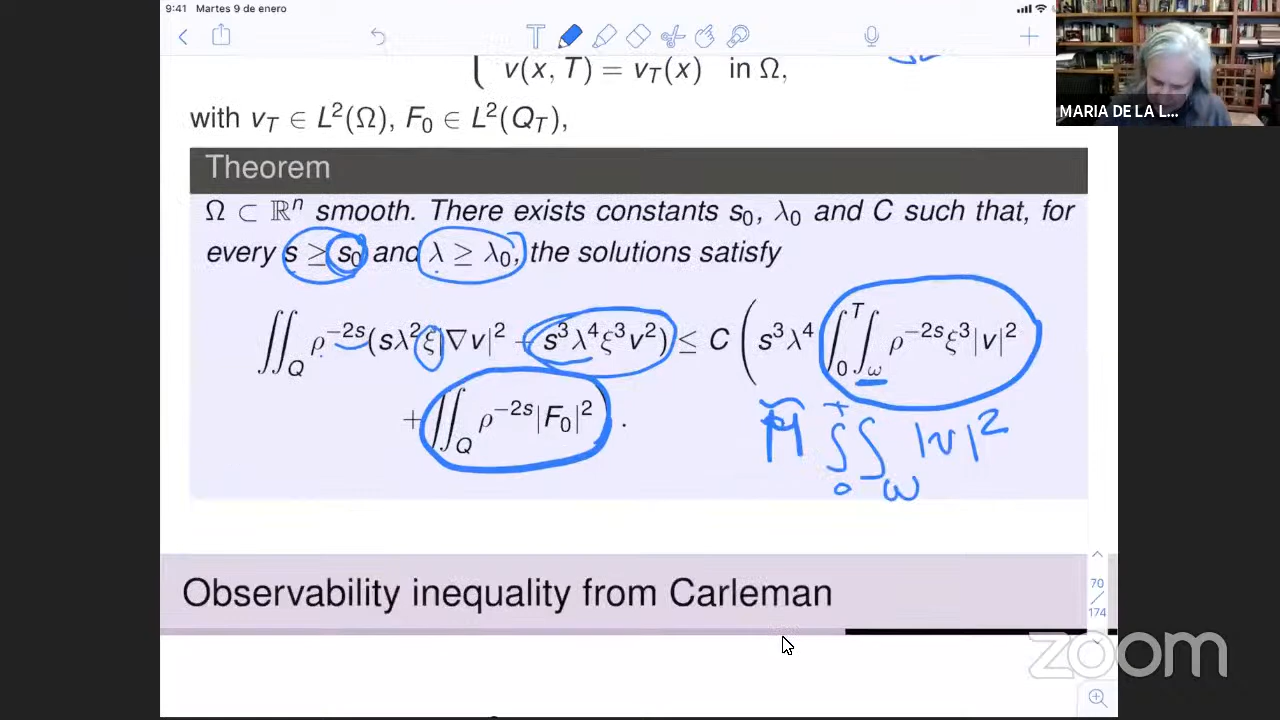 9:41 Martes 9 de enero
v(x, T) = v_T(x) in Ω,
with v_T ∈ L²(Ω), F₀ ∈ L²(Q_T),
MARIA DE LA L...
Theorem
Ω ⊂ ℝⁿ smooth. There exists constants s₀, λ₀ and C such that, for
every s ≥ s₀ and λ ≥ λ₀, the solutions satisfy
∬_Q ρ^{-2s}(sλ²ξ|∇v|² + s³λ⁴ξ³v²) ≤ C ( s³λ⁴ ∫₀ᵀ∫_ω ρ^{-2s}ξ³|v|²
+ ∬_Q ρ^{-2s}|F₀|² .
∫₀ᵀ∫_ω |v|²
Observability inequality from Carleman
70
/
174
zoom